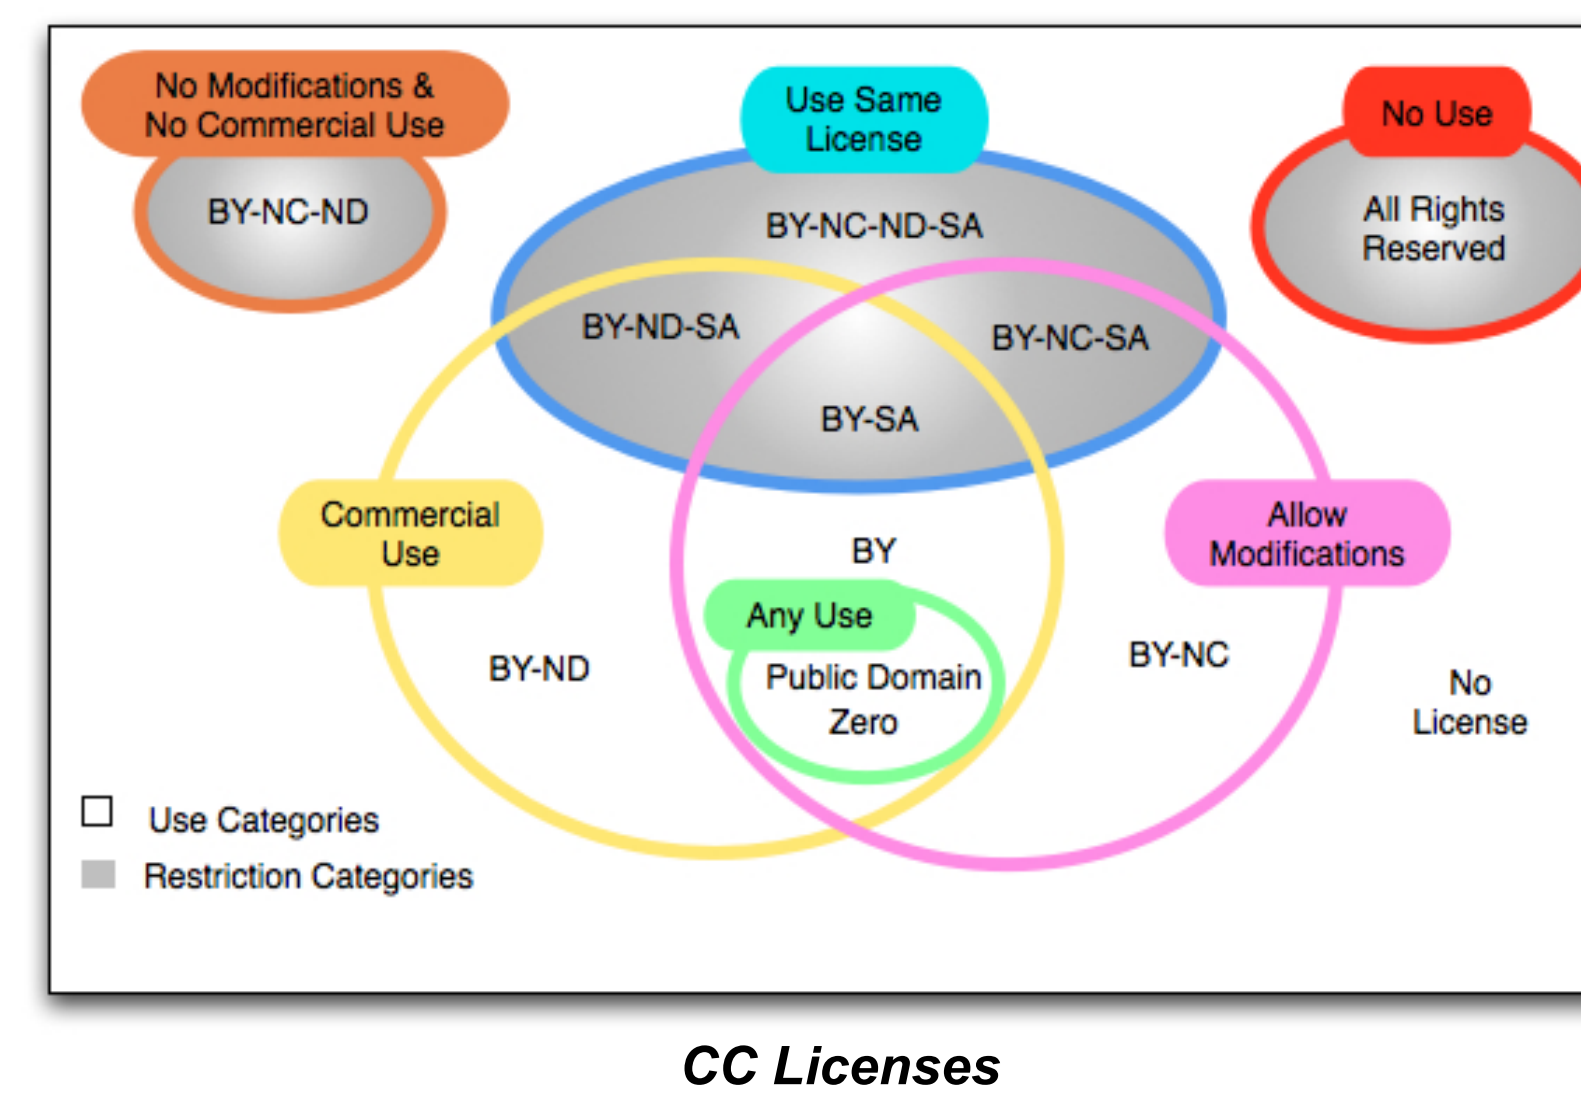 No Modifications &
No Commercial Use
BY-NC-ND
Use Same
License
BY-NC-ND-SA
BY-ND-SA
BY-NC-SA
BY-SA
No Use
All Rights
Reserved
Commercial
Use
Allow
Modifications
BY
Any Use
Public Domain
Zero
BY-ND
BY-NC
No
License
Use Categories
Restriction Categories
CC Licenses